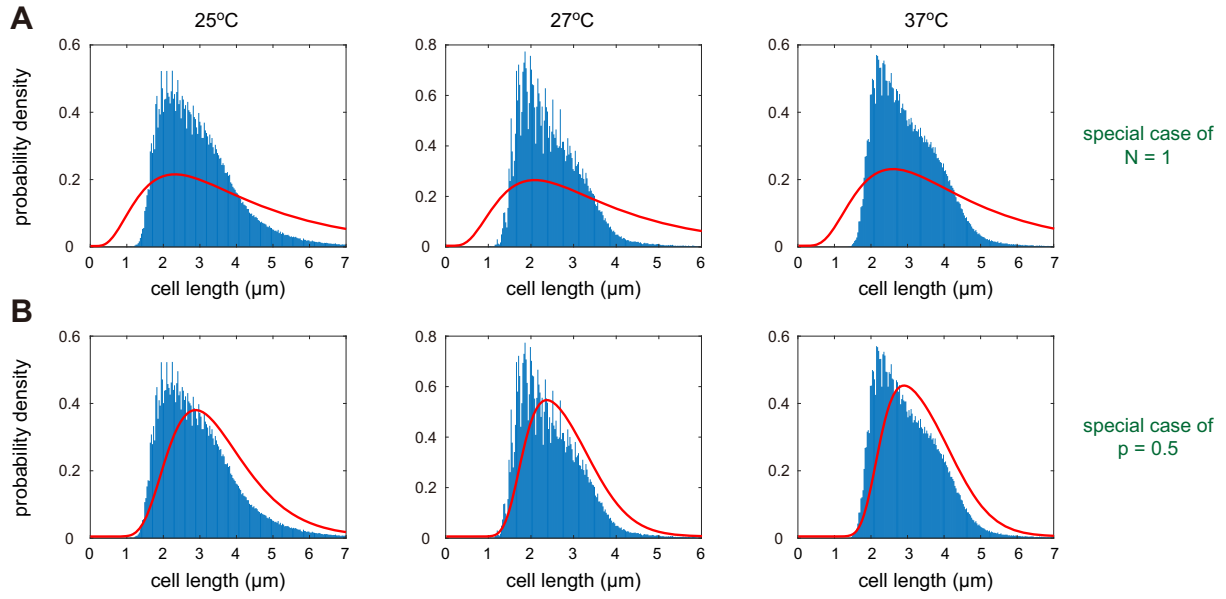 A
25ºC
27ºC
37ºC
probability density
0.6
0.4
0.2
0
0 1 2 3 4 5 6 7
cell length (µm)
0.8
0.6
0.4
0.2
0
0 1 2 3 4 5 6
cell length (µm)
0.6
0.4
0.2
0
0 1 2 3 4 5 6 7
cell length (µm)
special case of
N = 1
B
probability density
0.6
0.4
0.2
0
0 1 2 3 4 5 6 7
cell length (µm)
0.8
0.6
0.4
0.2
0
0 1 2 3 4 5 6
cell length (µm)
0.6
0.4
0.2
0
0 1 2 3 4 5 6 7
cell length (µm)
special case of
p = 0.5